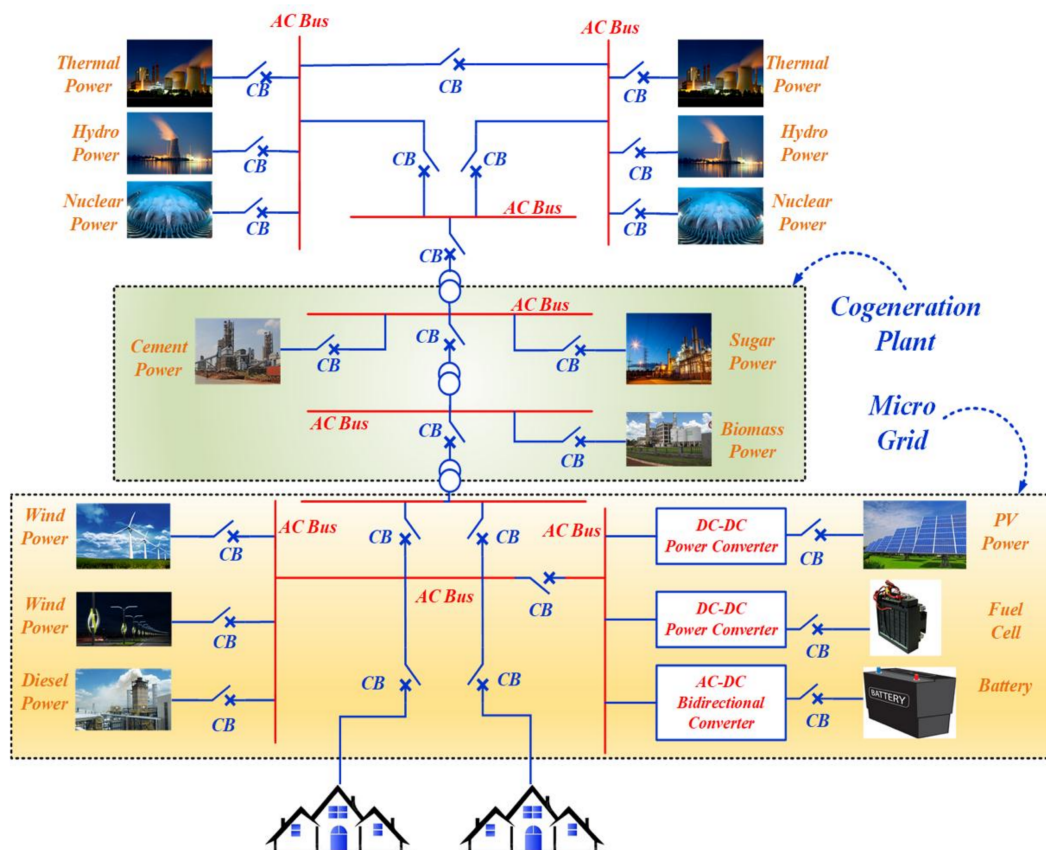 AC Bus
AC Bus
Thermal
Power
CB
CB
CB
Thermal
Power
Hydro
Power
CB
CB
CB
CB
Hydro
Power
Nuclear
Power
CB
CB
Nuclear
Power
AC Bus
CB
Cogeneration
Plant
AC Bus
Cement
Power
CB
CB
CB
Sugar
Power
Micro
Grid
AC Bus
CB
CB
Biomass
Power
Wind
Power
CB
AC Bus
CB
CB
AC Bus
DC-DC
Power Converter
CB
PV
Power
AC Bus
CB
Wind
Power
CB
DC-DC
Power Converter
CB
Fuel
Cell
Diesel
Power
CB
CB
CB
AC-DC
Bidirectional
Converter
CB
BATTERY
Battery